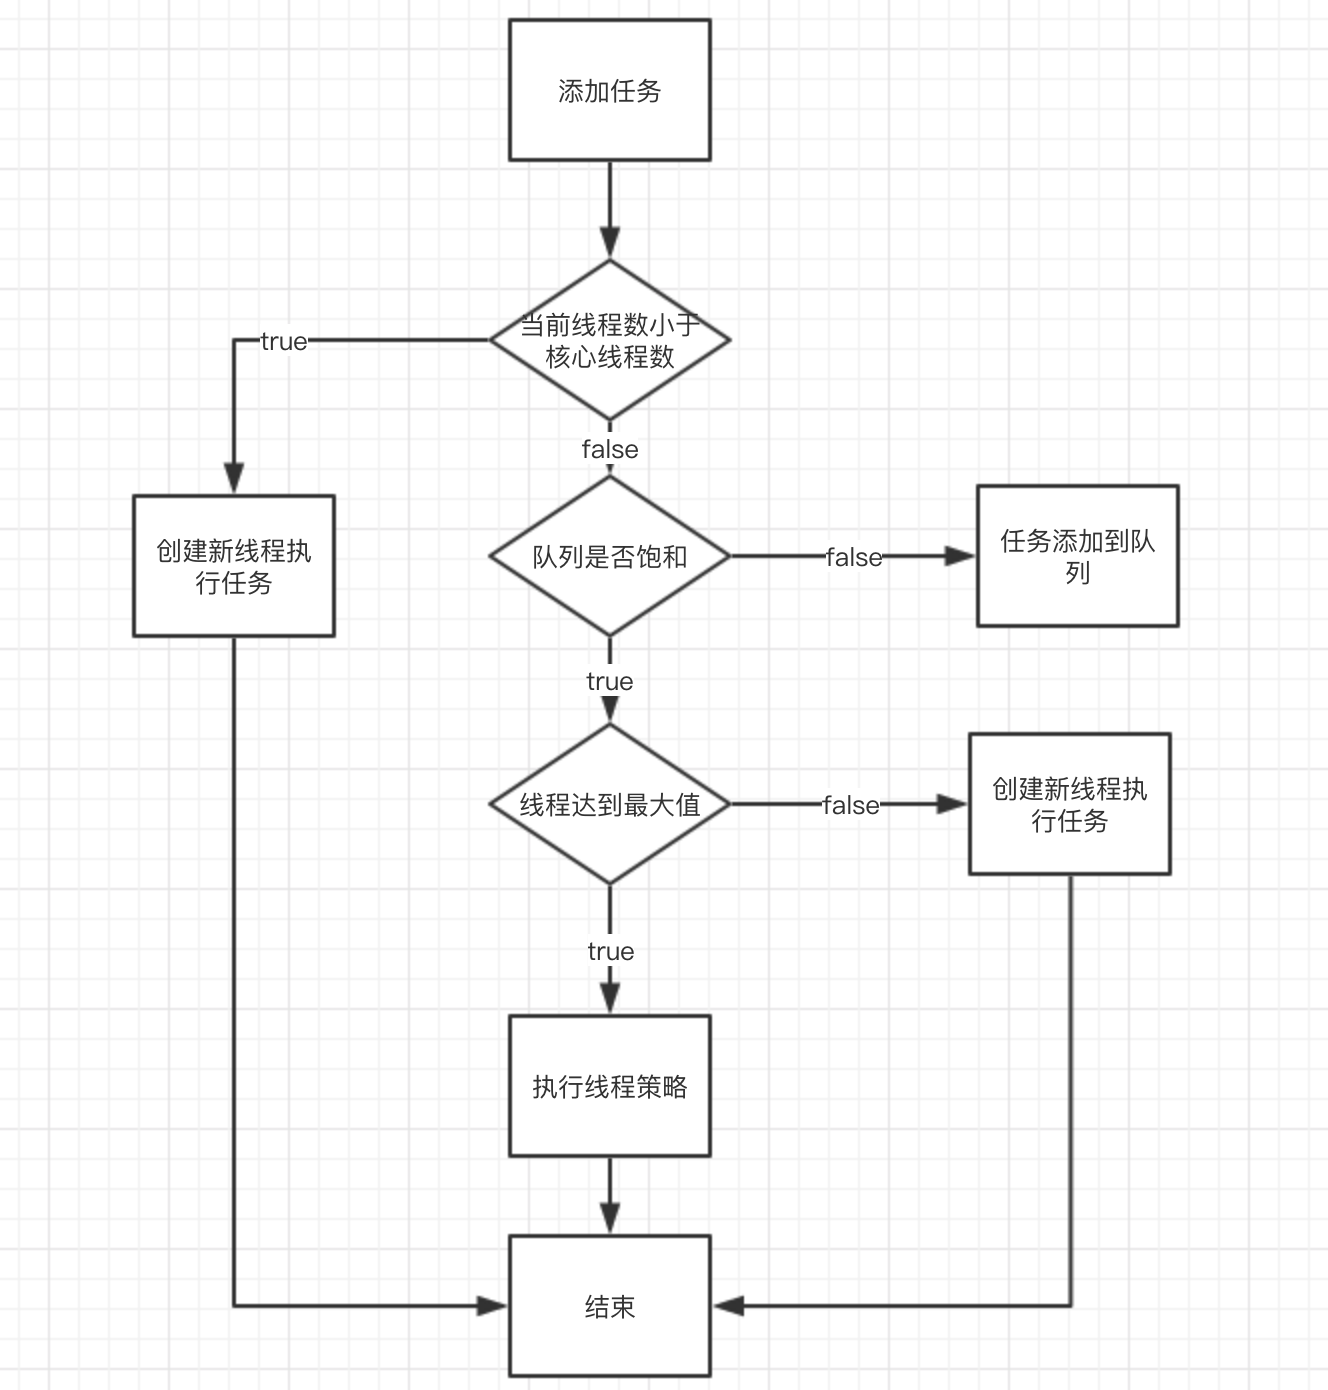 添加任务
当前线程数小于
核心线程数
true
false
创建新线程执
行任务
队列是否饱和
false
任务添加到队
列
true
线程达到最大值
false
创建新线程执
行任务
true
执行线程策略
结束